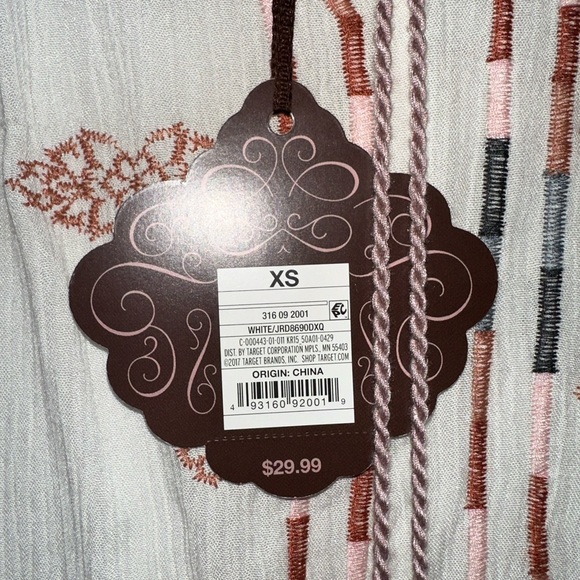 XS
316 09 2001
WHITE/JRD8690DXQ
C-000443-01-011 KR15 50A01-0429
DIST. BY TARGET CORPORATION MPLS., MN 55403
©2017 TARGET BRANDS, INC. SHOP TARGET.COM
ORIGIN: CHINA
4 93160 92001 9
$29.99